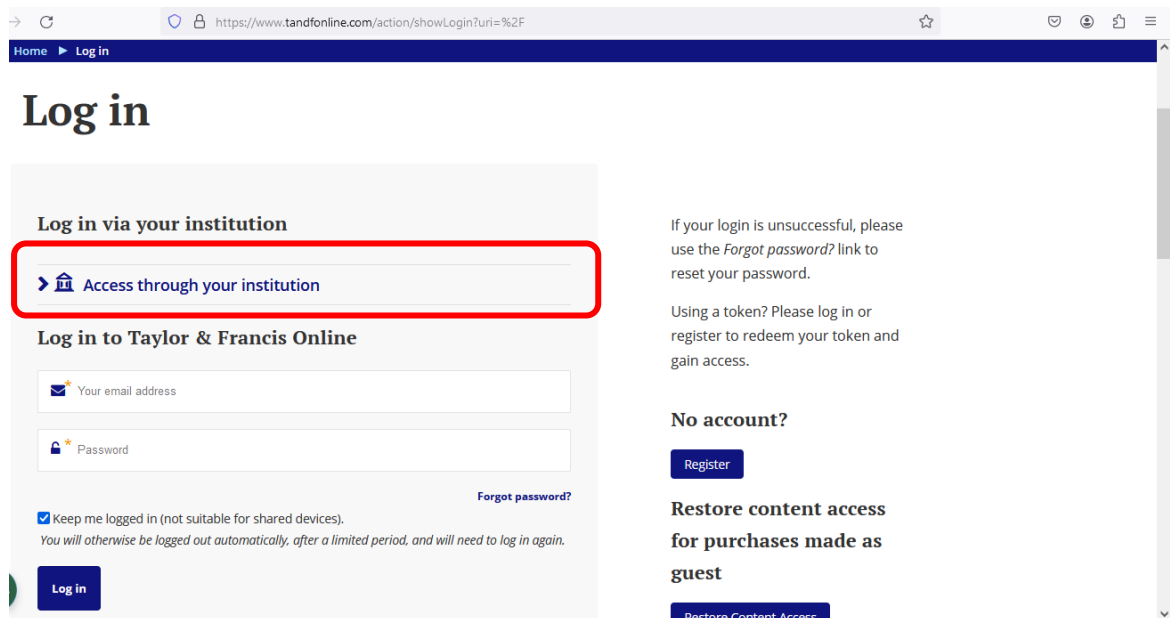 https://www.tandfonline.com/action/showLogin?uri=%2F
Home Log in
Log in
Log in via your institution
Access through your institution
Log in to Taylor & Francis Online
* Your email address
* Password
Forgot password?
Keep me logged in (not suitable for shared devices).
You will otherwise be logged out automatically, after a limited period, and will need to log in again.
Log in
If your login is unsuccessful, please
use the Forgot password? link to
reset your password.
Using a token? Please log in or
register to redeem your token and
gain access.
No account?
Register
Restore content access
for purchases made as
guest
Restore Content Access